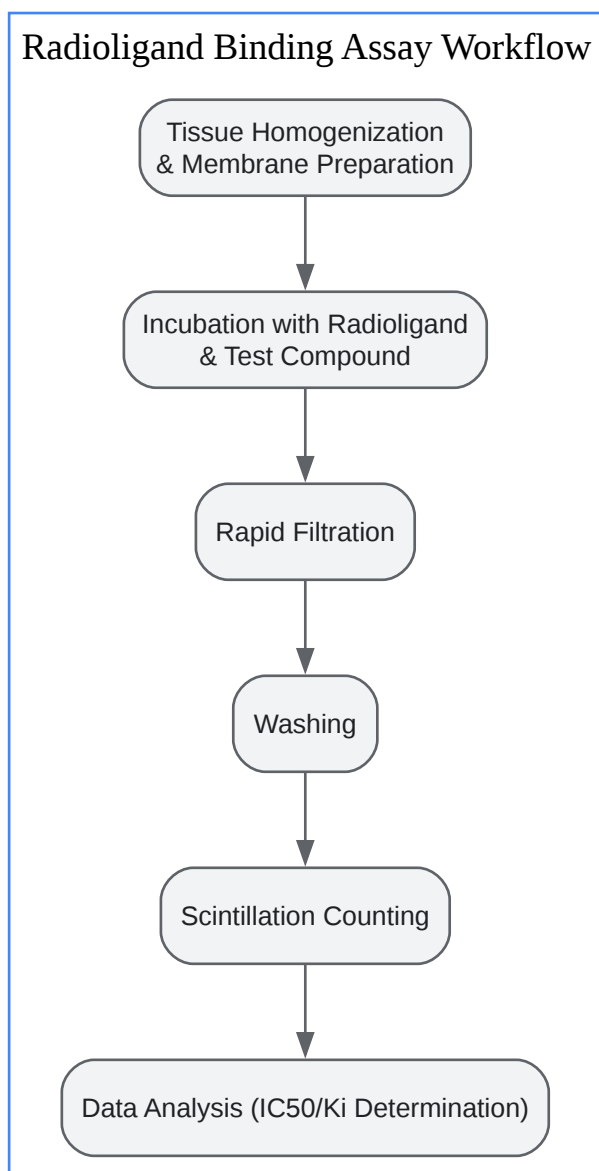 Radioligand Binding Assay Workflow
Tissue Homogenization
& Membrane Preparation
Incubation with Radioligand
& Test Compound
Rapid Filtration
Washing
Scintillation Counting
Data Analysis (IC50/Ki Determination)